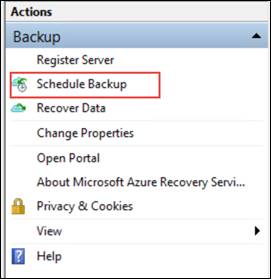 Actions
Backup
Register Server
Schedule Backup
Recover Data
Change Properties
Open Portal
About Microsoft Azure Recovery Servi...
Privacy & Cookies
View
Help